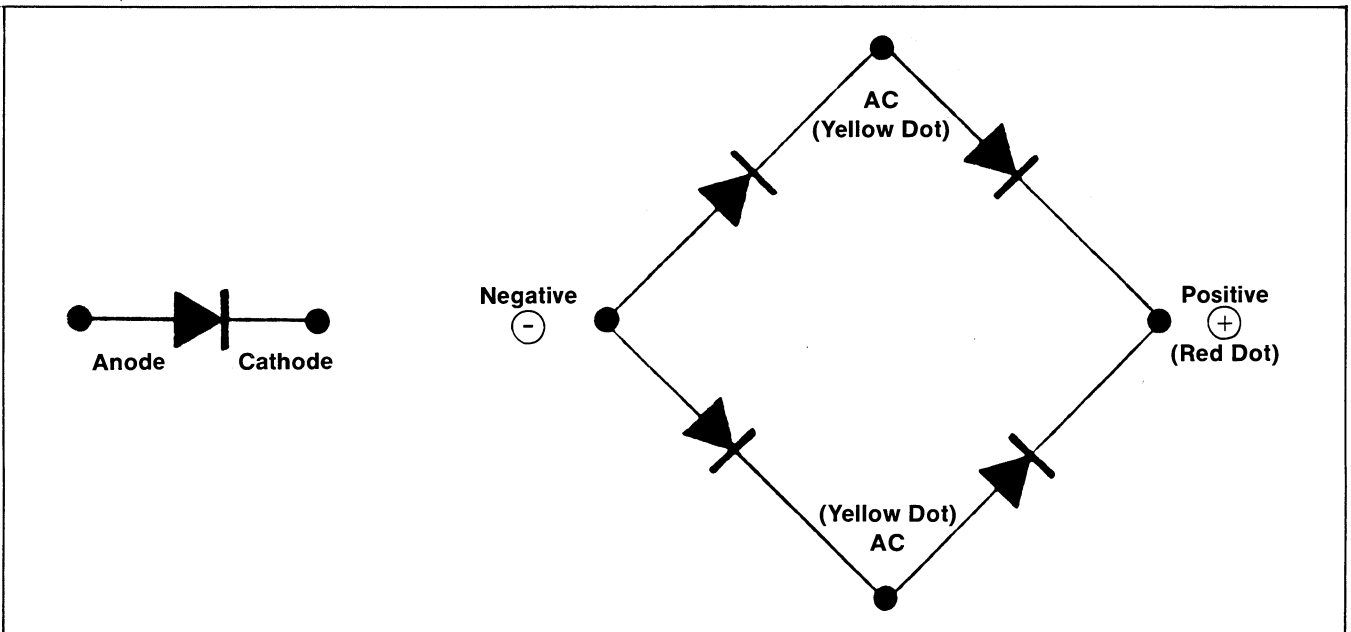 Anode
Cathode
Negative
-
AC
(Yellow Dot)
(Yellow Dot)
AC
Positive
+
(Red Dot)